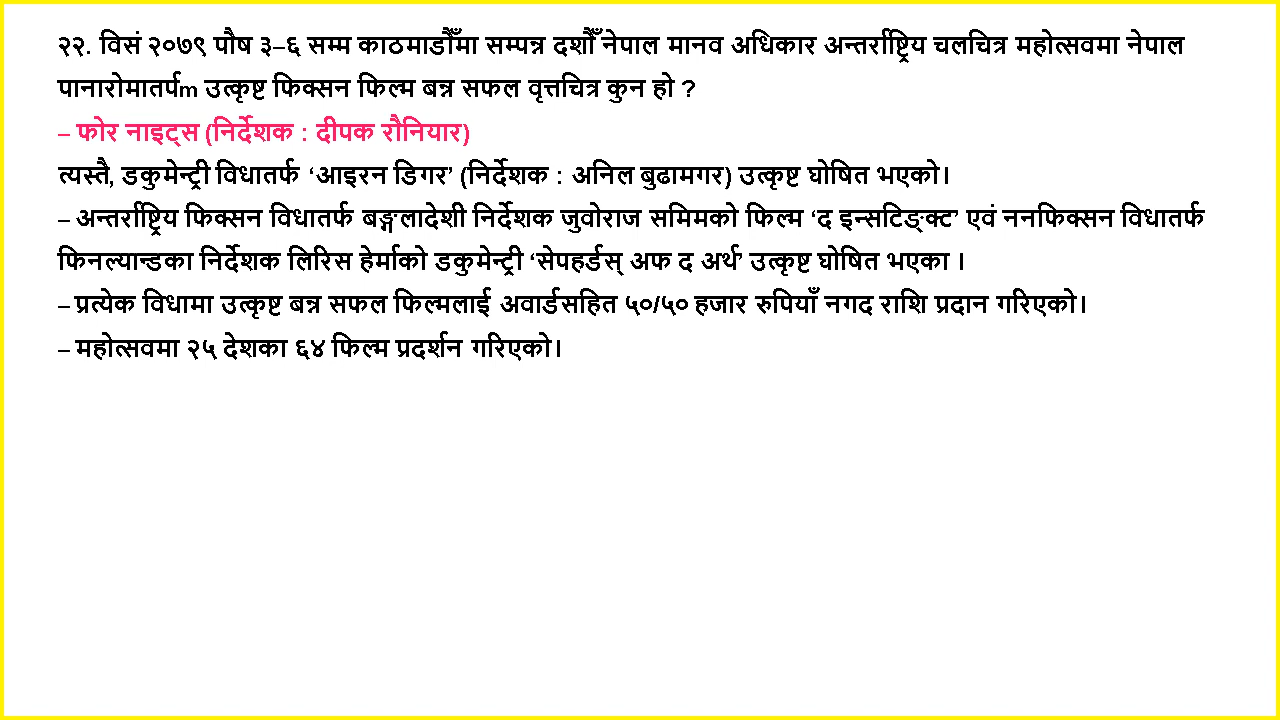 २२. विसं २०७९ पौष ३–६ सम्म काठमाडौँमा सम्पन्न दशौँ नेपाल मानव अधिकार अन्तर्राष्ट्रिय चलचित्र महोत्सवमा नेपाल
पानारोमातर्पm उत्कृष्ट फिक्सन फिल्म बन्न सफल वृत्तचित्र कुन हो ?
– फोर नाइट्स (निर्देशक : दीपक रौनियार)
त्यस्तै, डकुमेन्ट्री विधातर्फ ‘आइरन डिगर’ (निर्देशक : अनिल बुढामगर) उत्कृष्ट घोषित भएको।
– अन्तर्राष्ट्रिय फिक्सन विधातर्फ बङ्गलादेशी निर्देशक जुवोराज समिमको फिल्म ‘द इन्सटिङ्क्ट’ एवं ननफिक्सन विधातर्फ
फिनल्यान्डका निर्देशक लिरिस हेर्माको डकुमेन्ट्री ‘सेपहर्डस् अफ द अर्थ’ उत्कृष्ट घोषित भएका ।
– प्रत्येक विधामा उत्कृष्ट बन्न सफल फिल्मलाई अवार्डसहित ५०/५० हजार रुपियाँ नगद राशि प्रदान गरिएको।
– महोत्सवमा २५ देशका ६४ फिल्म प्रदर्शन गरिएको।